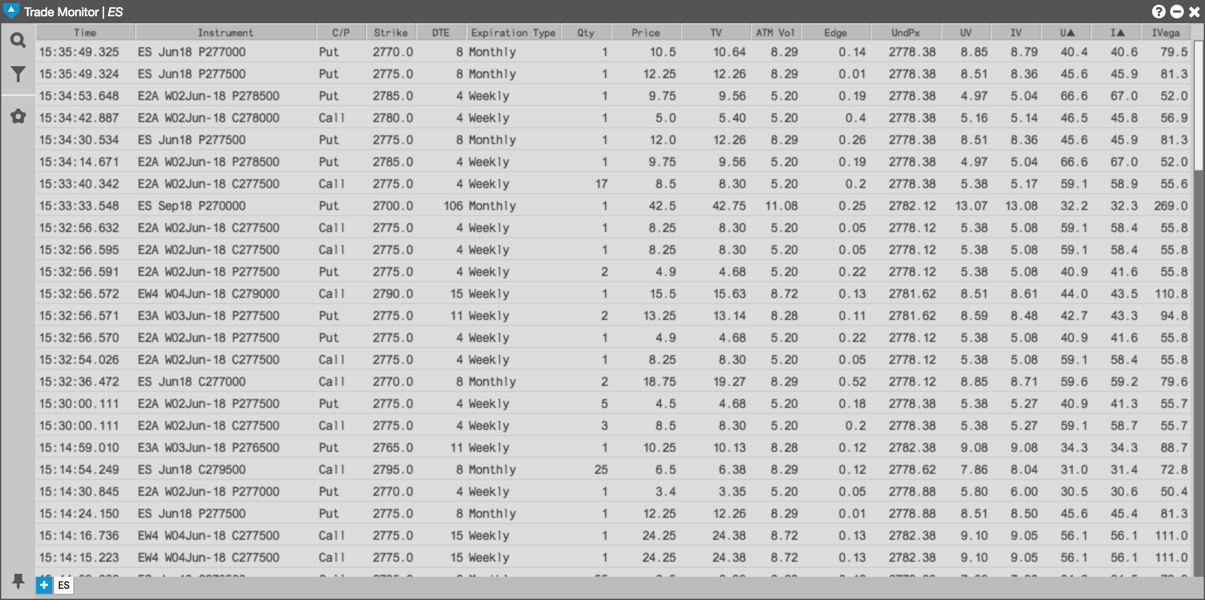 Trade Monitor | ES
Time Instrument C/P Strike DTE Expiration Type Qty Price TV ATM Vol Edge UndPx UV IV U▲ I▲ IVega
15:35:49.325 ES Jun18 P277000 Put 2770.0 8 Monthly 1 10.5 10.64 8.29 0.14 2778.38 8.85 8.79 40.4 40.6 79.5
15:35:49.324 ES Jun18 P277500 Put 2775.0 8 Monthly 1 12.25 12.26 8.29 0.01 2778.38 8.51 8.36 45.6 45.9 81.3
15:34:53.648 E2A W02Jun-18 P278500 Put 2785.0 4 Weekly 1 9.75 9.56 5.20 0.19 2778.38 4.97 5.04 66.6 67.0 52.0
15:34:42.887 E2A W02Jun-18 C278000 Call 2780.0 4 Weekly 1 5.0 5.40 5.20 0.4 2778.38 5.16 5.14 46.5 45.8 56.9
15:34:30.534 ES Jun18 P277500 Put 2775.0 8 Monthly 1 12.0 12.26 8.29 0.26 2778.38 8.51 8.36 45.6 45.9 81.3
15:34:14.671 E2A W02Jun-18 P278500 Put 2785.0 4 Weekly 1 9.75 9.56 5.20 0.19 2778.38 4.97 5.04 66.6 67.0 52.0
15:33:40.342 E2A W02Jun-18 C277500 Call 2775.0 4 Weekly 17 8.5 8.30 5.20 0.2 2778.38 5.38 5.17 59.1 58.9 55.6
15:33:33.548 ES Sep18 P270000 Put 2700.0 106 Monthly 1 42.5 42.75 11.08 0.25 2782.12 13.07 13.08 32.2 32.3 269.0
15:32:56.632 E2A W02Jun-18 C277500 Call 2775.0 4 Weekly 1 8.25 8.30 5.20 0.05 2778.12 5.38 5.08 59.1 58.4 55.8
15:32:56.595 E2A W02Jun-18 C277500 Call 2775.0 4 Weekly 1 8.25 8.30 5.20 0.05 2778.12 5.38 5.08 59.1 58.4 55.8
15:32:56.591 E2A W02Jun-18 P277500 Put 2775.0 4 Weekly 2 4.9 4.68 5.20 0.22 2778.12 5.38 5.08 40.9 41.6 55.8
15:32:56.572 EW4 W04Jun-18 C279000 Call 2790.0 15 Weekly 1 15.5 15.63 8.72 0.13 2781.62 8.51 8.61 44.0 43.5 110.8
15:32:56.571 E3A W03Jun-18 P277500 Put 2775.0 11 Weekly 2 13.25 13.14 8.28 0.11 2781.62 8.59 8.48 42.7 43.3 94.8
15:32:56.570 E2A W02Jun-18 P277500 Put 2775.0 4 Weekly 1 4.9 4.68 5.20 0.22 2778.12 5.38 5.08 40.9 41.6 55.8
15:32:54.026 E2A W02Jun-18 C277500 Call 2775.0 4 Weekly 1 8.25 8.30 5.20 0.05 2778.12 5.38 5.08 59.1 58.4 55.8
15:32:36.472 ES Jun18 C277000 Call 2770.0 8 Monthly 2 18.75 19.27 8.29 0.52 2778.12 8.85 8.71 59.6 59.2 79.6
15:30:00.111 E2A W02Jun-18 P277500 Put 2775.0 4 Weekly 5 4.5 4.68 5.20 0.18 2778.38 5.38 5.27 40.9 41.3 55.7
15:30:00.111 E2A W02Jun-18 C277500 Call 2775.0 4 Weekly 3 8.5 8.30 5.20 0.2 2778.38 5.38 5.27 59.1 58.7 55.7
15:14:59.010 E3A W03Jun-18 P276500 Put 2765.0 11 Weekly 1 10.25 10.13 8.28 0.12 2782.38 9.08 9.08 34.3 34.3 88.7
15:14:54.249 ES Jun18 C279500 Call 2795.0 8 Monthly 25 6.5 6.38 8.29 0.12 2778.62 7.86 8.04 31.0 31.4 72.8
15:14:30.845 E2A W02Jun-18 P277000 Put 2770.0 4 Weekly 1 3.4 3.35 5.20 0.05 2778.88 5.80 6.00 30.5 30.6 50.4
15:14:24.150 ES Jun18 P277500 Put 2775.0 8 Monthly 1 12.25 12.26 8.29 0.01 2778.88 8.51 8.50 45.6 45.4 81.3
15:14:16.736 EW4 W04Jun-18 C277500 Call 2775.0 15 Weekly 1 24.25 24.38 8.72 0.13 2782.38 9.10 9.05 56.1 56.1 111.0
15:14:15.223 EW4 W04Jun-18 C277500 Call 2775.0 15 Weekly 1 24.25 24.38 8.72 0.13 2782.38 9.10 9.05 56.1 56.1 111.0
ES